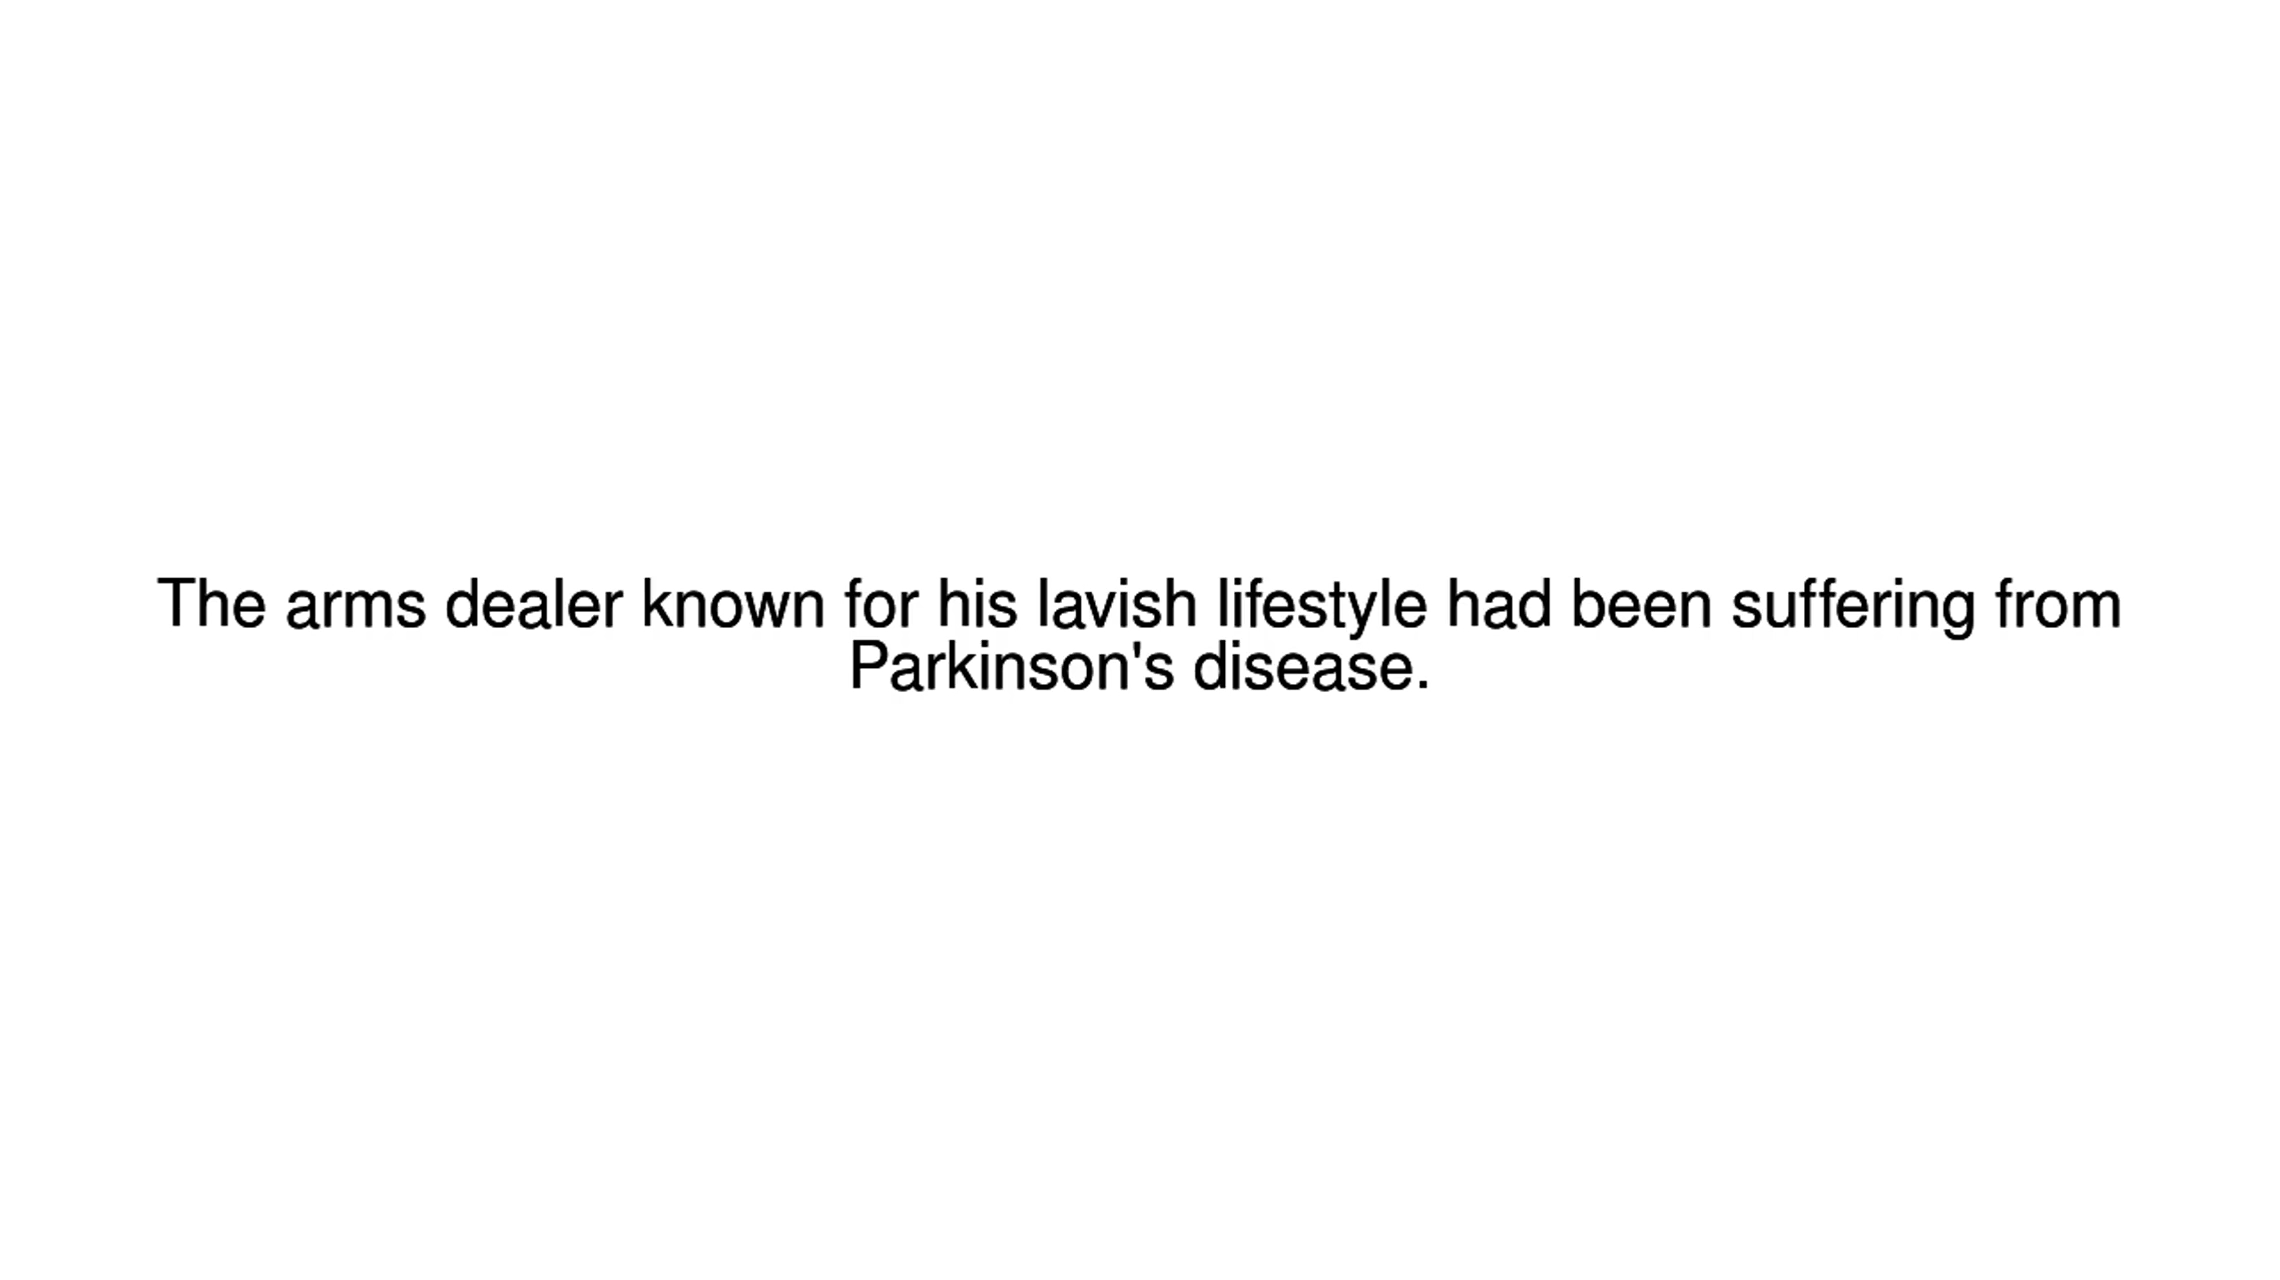 The arms dealer known for his lavish lifestyle had been suffering from
Parkinson's disease.